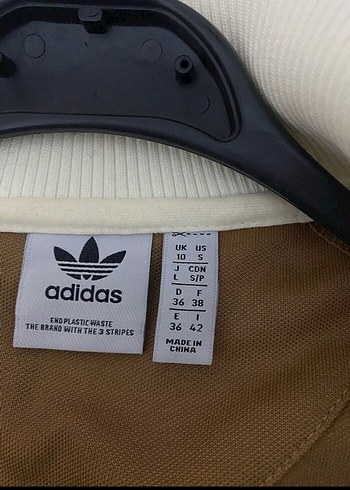 adidas
END PLASTIC WASTE
THE BRAND WITH THE 3 STRIPES
UK US
10 S
J CDN
L S/P
D F
36 38
E I
36 42
MADE IN
CHINA